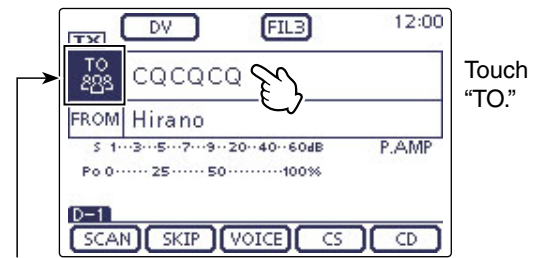 DV FIL3 12:00
TX
TO CQCQCQ
FROM Hirano
S 1···3···5···7···9··20··40··60dB P.AMP
Po 0······25······50··········100%
D-1
SCAN SKIP VOICE CS CD
Touch
“TO.”